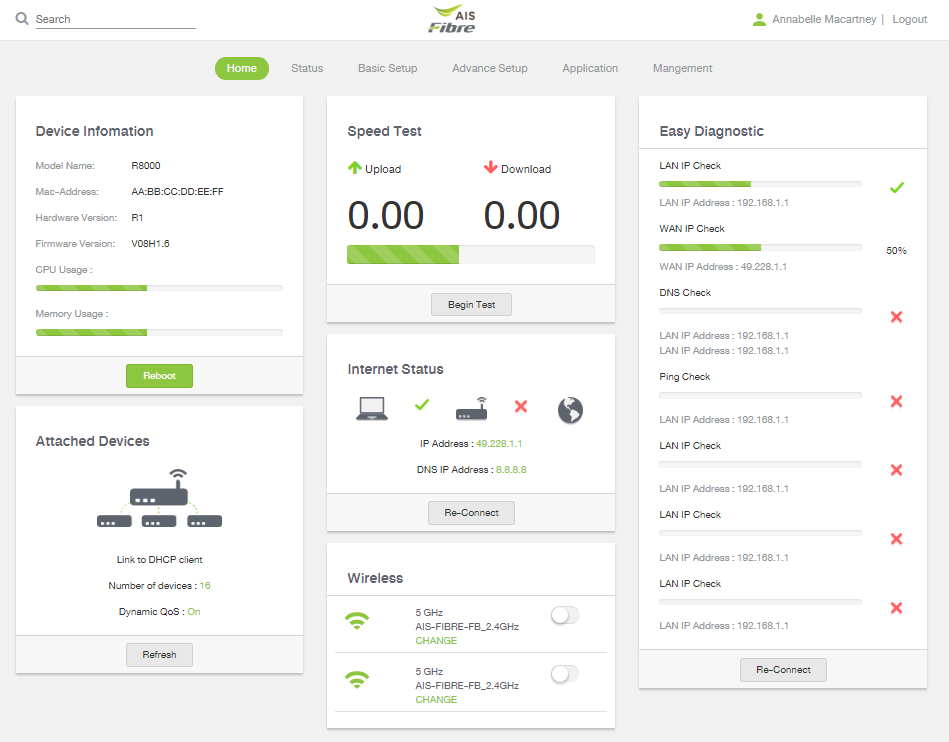 Search
AIS
Fibre
Annabelle Macartney | Logout
Home
Status
Basic Setup
Advance Setup
Application
Mangement
Device Infomation
Model Name: R8000
Mac-Address: AA:BB:CC:DD:EE:FF
Hardware Version: R1
Firmware Version: V08H1.6
CPU Usage :
Memory Usage :
Reboot
Attached Devices
Link to DHCP client
Number of devices : 16
Dynamic QoS : On
Refresh
Speed Test
Upload
Download
0.00
0.00
Begin Test
Internet Status
IP Address : 49.228.1.1
DNS IP Address : 8.8.8.8
Re-Connect
Wireless
5 GHz
AIS-FIBRE-FB_2.4GHz
CHANGE
5 GHz
AIS-FIBRE-FB_2.4GHz
CHANGE
Easy Diagnostic
LAN IP Check
LAN IP Address : 192.168.1.1
WAN IP Check
50%
WAN IP Address : 49.228.1.1
DNS Check
LAN IP Address : 192.168.1.1
LAN IP Address : 192.168.1.1
Ping Check
LAN IP Address : 192.168.1.1
LAN IP Check
LAN IP Address : 192.168.1.1
LAN IP Check
LAN IP Address : 192.168.1.1
LAN IP Check
LAN IP Address : 192.168.1.1
Re-Connect